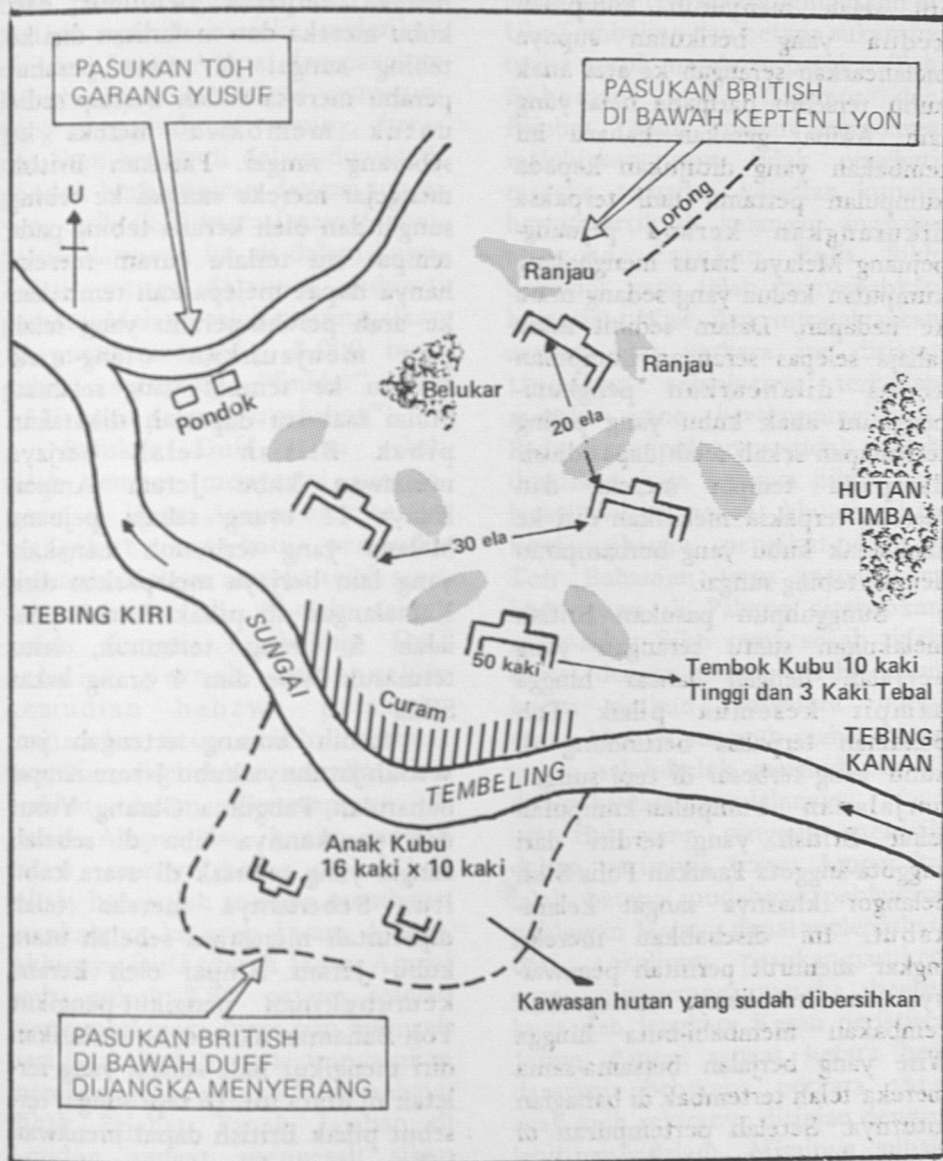 PASUKAN TOH
GARANG YUSUF
PASUKAN BRITISH
DI BAWAH KEPTEN LYON
U
Lorong
Ranjau
Ranjau
Belukar
Pondok
20 ela
HUTAN
RIMBA
30 ela
TEBING KIRI
SUNGAI
50 kaki
Tembok Kubu 10 kaki
Tinggi dan 3 Kaki Tebal
Curam
TEBING
KANAN
TEMBELING
Anak Kubu
16 kaki x 10 kaki
Kawasan hutan yang sudah dibersihkan
PASUKAN BRITISH
DI BAWAH DUFF
DIJANGKA MENYERANG